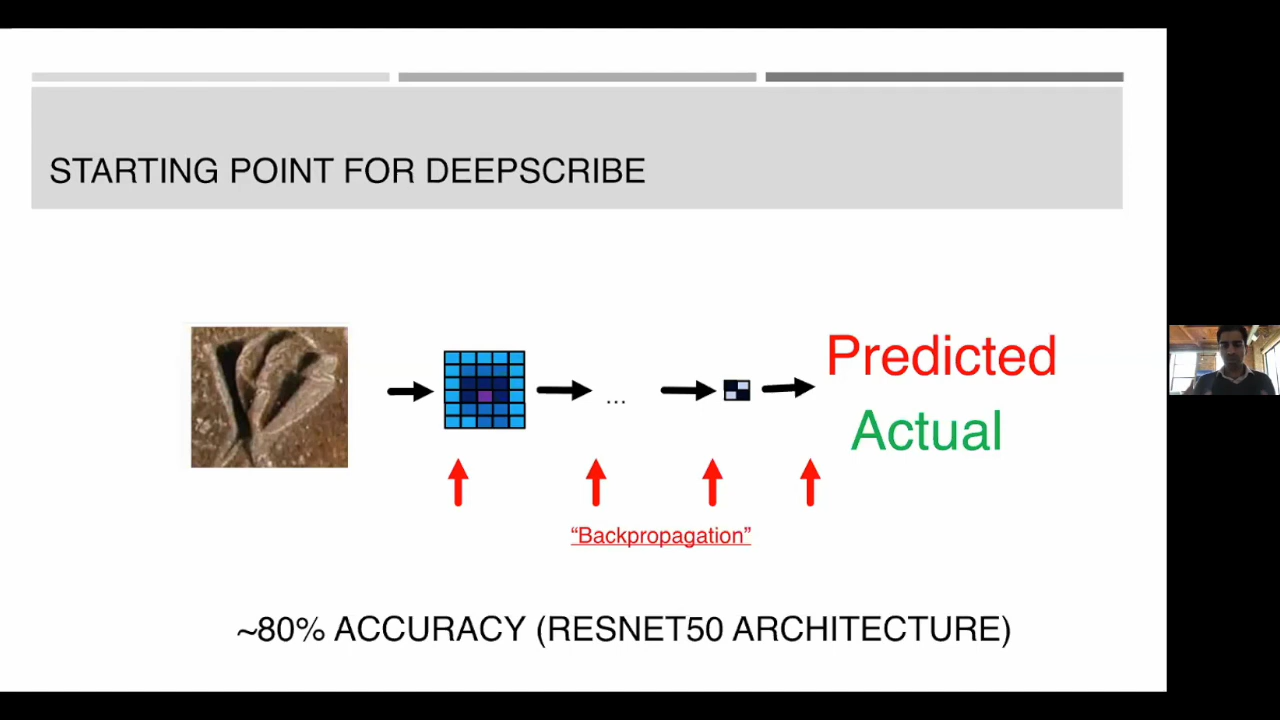 STARTING POINT FOR DEEPSCRIBE
Predicted
...
Actual
“Backpropagation”
~80% ACCURACY (RESNET50 ARCHITECTURE)